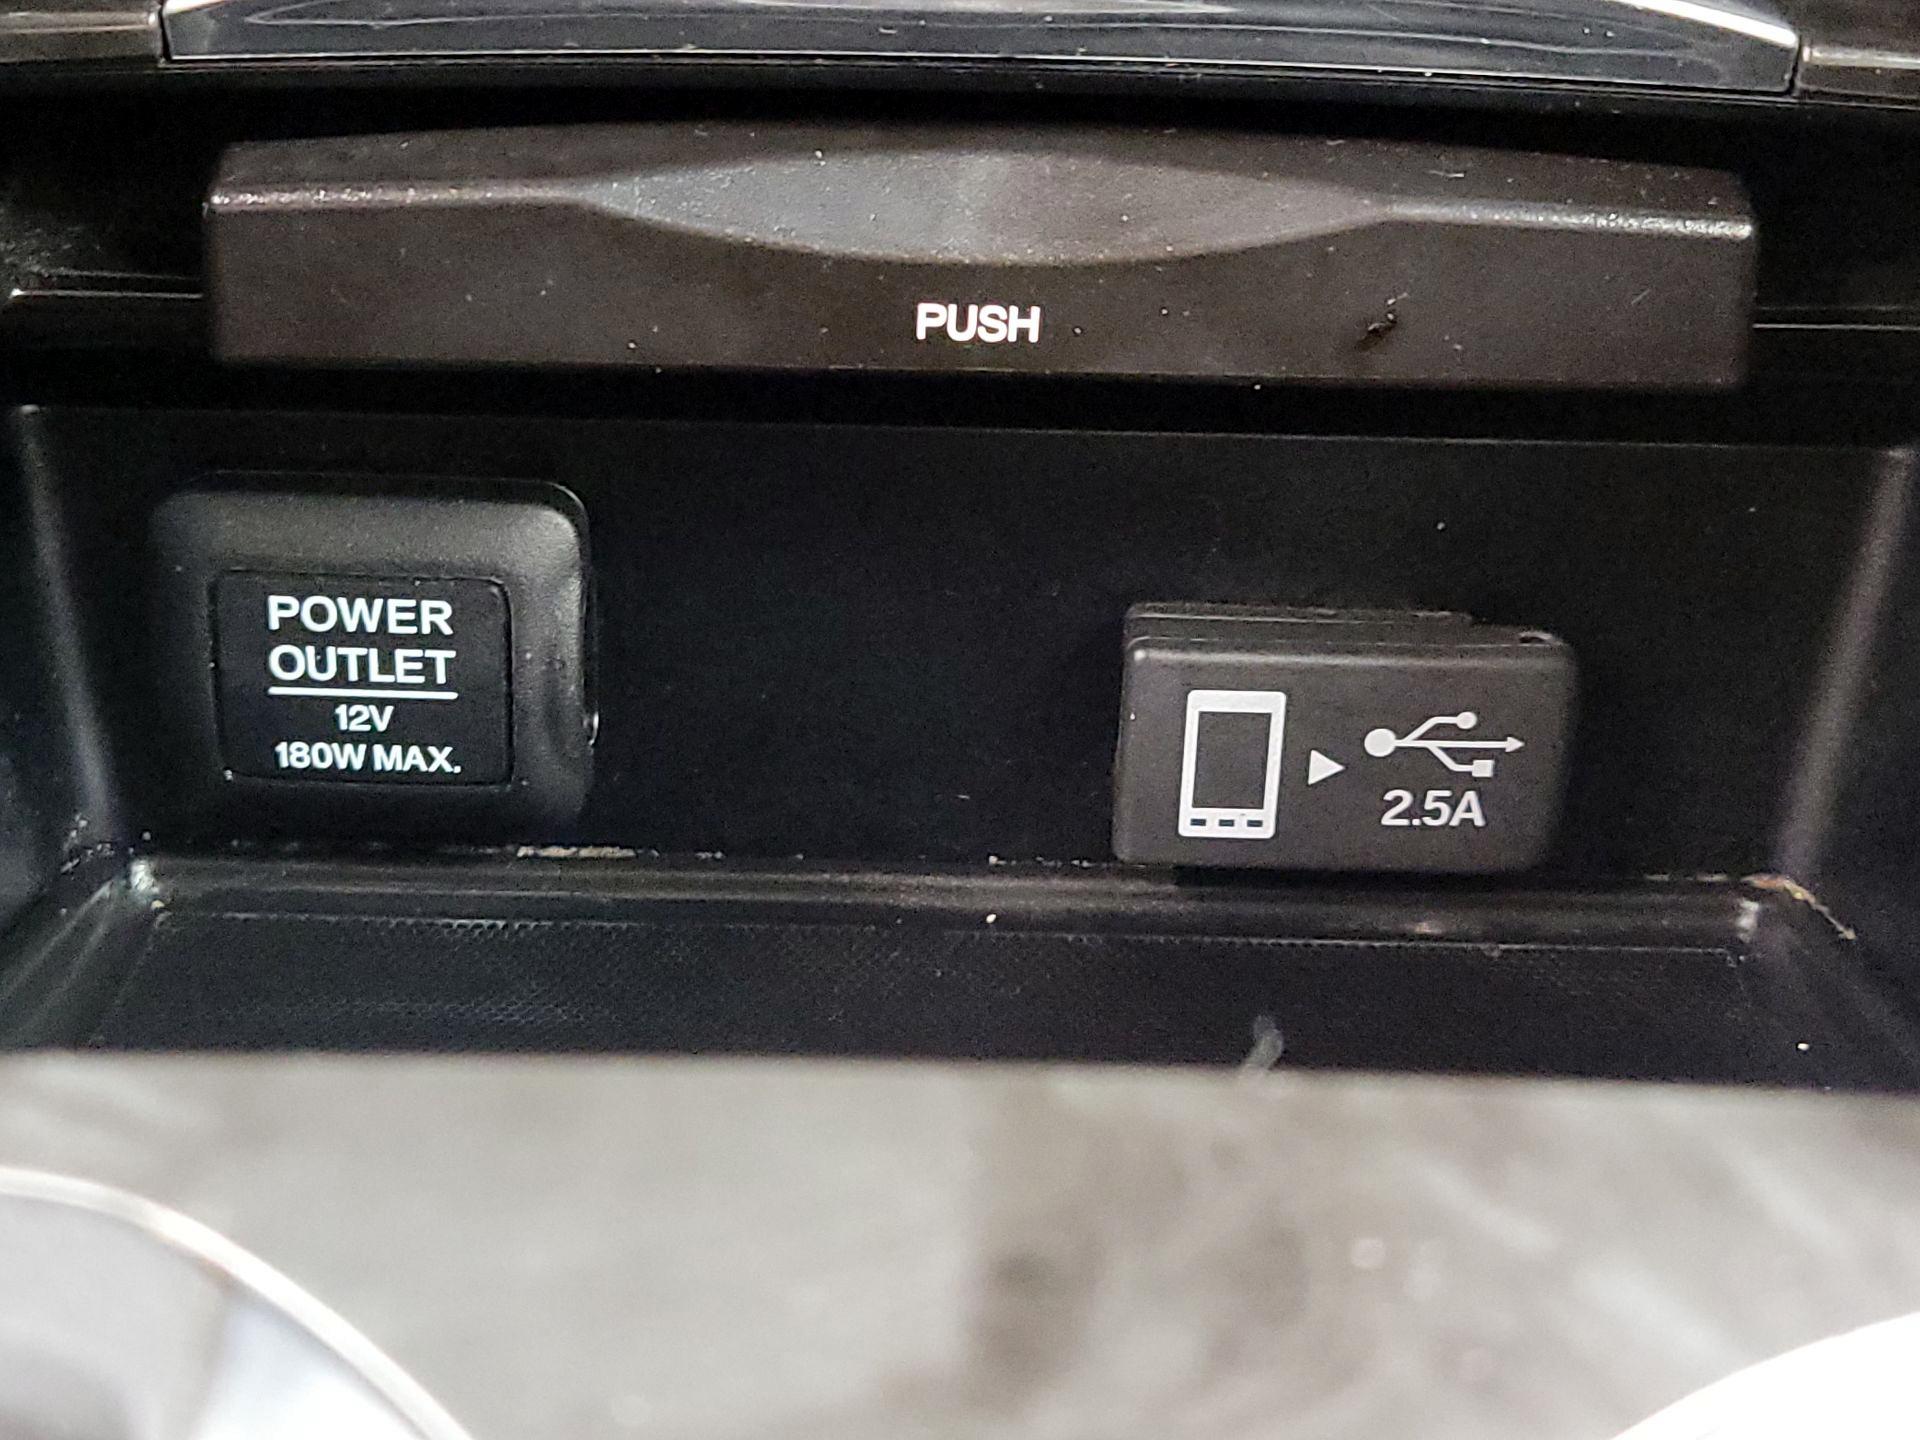 PUSH
POWER
OUTLET
12V
180W MAX.
2.5A